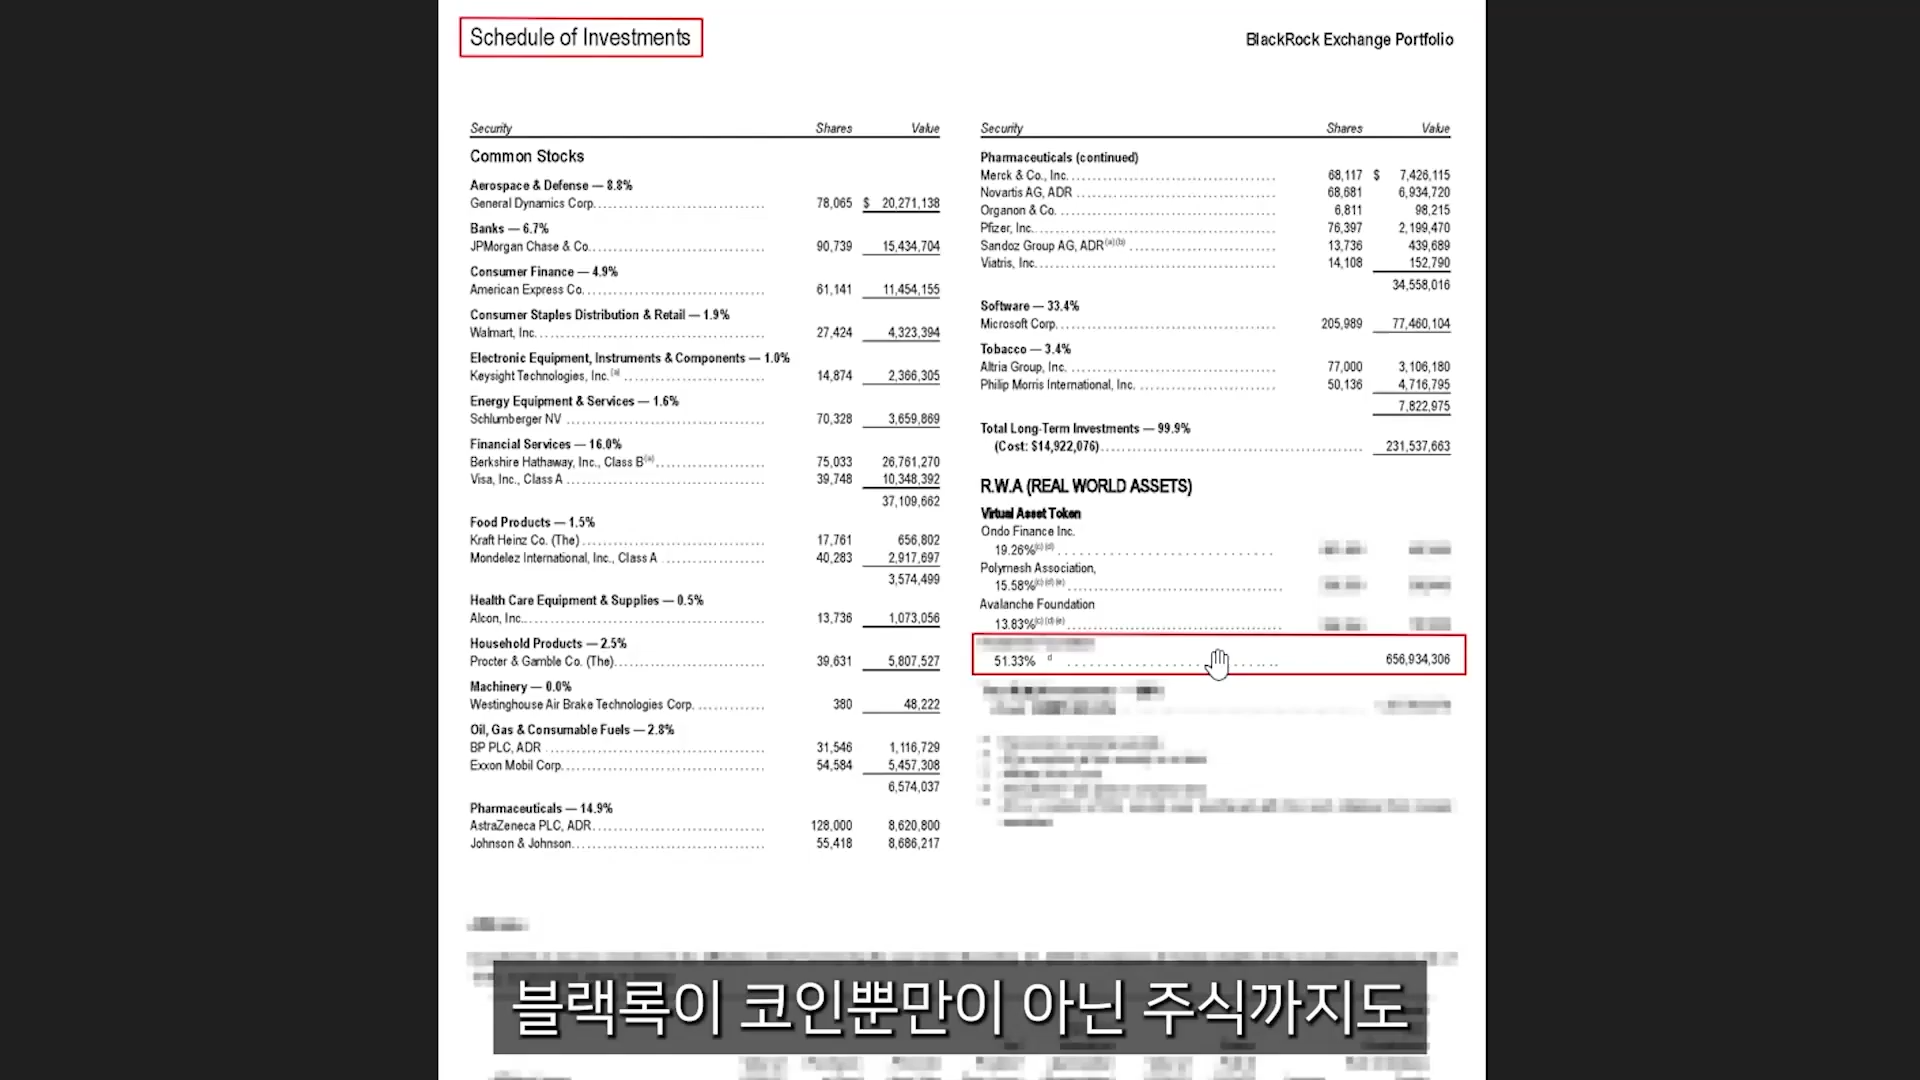 Schedule of Investments
BlackRock Exchange Portfolio
Security Shares Value
Common Stocks
Aerospace & Defense — 8.8%
General Dynamics Corp. 78,065 $ 20,271,138
Banks — 6.7%
JPMorgan Chase & Co. 90,739 15,434,704
Consumer Finance — 4.9%
American Express Co. 61,141 11,454,155
Consumer Staples Distribution & Retail — 1.9%
Walmart, Inc. 27,424 4,323,394
Electronic Equipment, Instruments & Components — 1.0%
Keysight Technologies, Inc.(a) 14,874 2,366,305
Energy Equipment & Services — 1.6%
Schlumberger NV 70,328 3,659,869
Financial Services — 16.0%
Berkshire Hathaway, Inc., Class B(a) 75,033 26,761,270
Visa, Inc., Class A 39,748 10,348,392
37,109,662
Food Products — 1.5%
Kraft Heinz Co. (The) 17,761 656,802
Mondelez International, Inc., Class A 40,283 2,917,697
3,574,499
Health Care Equipment & Supplies — 0.5%
Alcon, Inc. 13,736 1,073,056
Household Products — 2.5%
Procter & Gamble Co. (The) 39,631 5,807,527
Machinery — 0.0%
Westinghouse Air Brake Technologies Corp. 380 48,222
Oil, Gas & Consumable Fuels — 2.8%
BP PLC, ADR 31,546 1,116,729
Exxon Mobil Corp. 54,584 5,457,308
6,574,037
Pharmaceuticals — 14.9%
AstraZeneca PLC, ADR 128,000 8,620,800
Johnson & Johnson 55,418 8,686,217
Security Shares Value
Pharmaceuticals (continued)
Merck & Co., Inc. 68,117 $ 7,426,115
Novartis AG, ADR 68,681 6,934,720
Organon & Co. 6,811 98,215
Pfizer, Inc. 76,397 2,199,470
Sandoz Group AG, ADR(a)(b) 13,736 439,689
Viatris, Inc. 14,108 152,790
34,558,016
Software — 33.4%
Microsoft Corp. 205,989 77,460,104
Tobacco — 3.4%
Altria Group, Inc. 77,000 3,106,180
Philip Morris International, Inc. 50,136 4,716,795
7,822,975
Total Long-Term Investments — 99.9%
(Cost: $14,922,076) 231,537,663
R.W.A (REAL WORLD ASSETS)
Virtual Asset Token
Ondo Finance Inc.
19.26%(c)(d)
Polymesh Association,
15.58%(c)(d)(e)
Avalanche Foundation
13.83%(c)(d)(e)
51.33% d 656,934,306
블랙록이 코인뿐만이 아닌 주식까지도